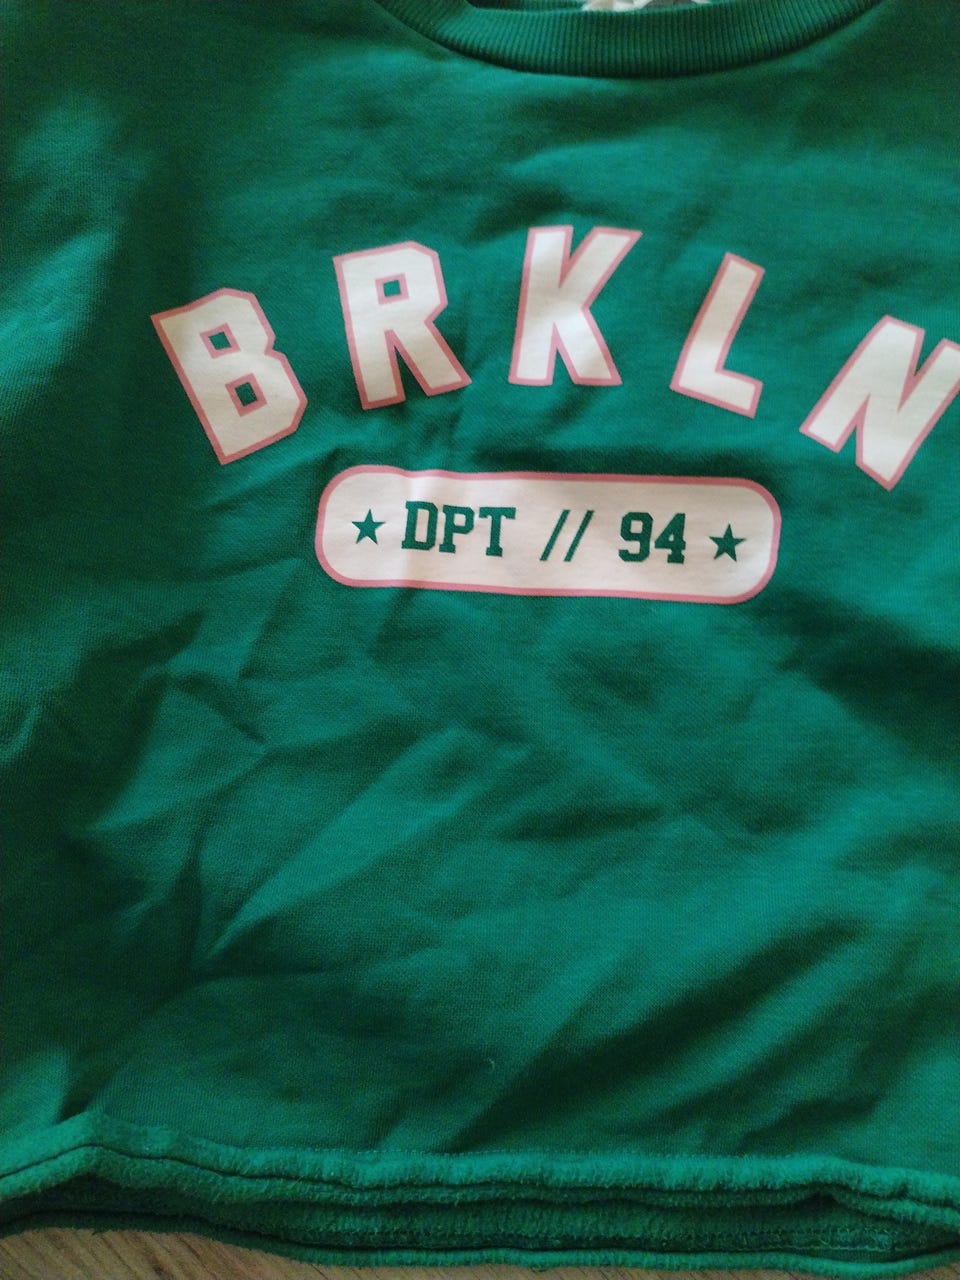 BRKLN
★ DPT // 94 ★